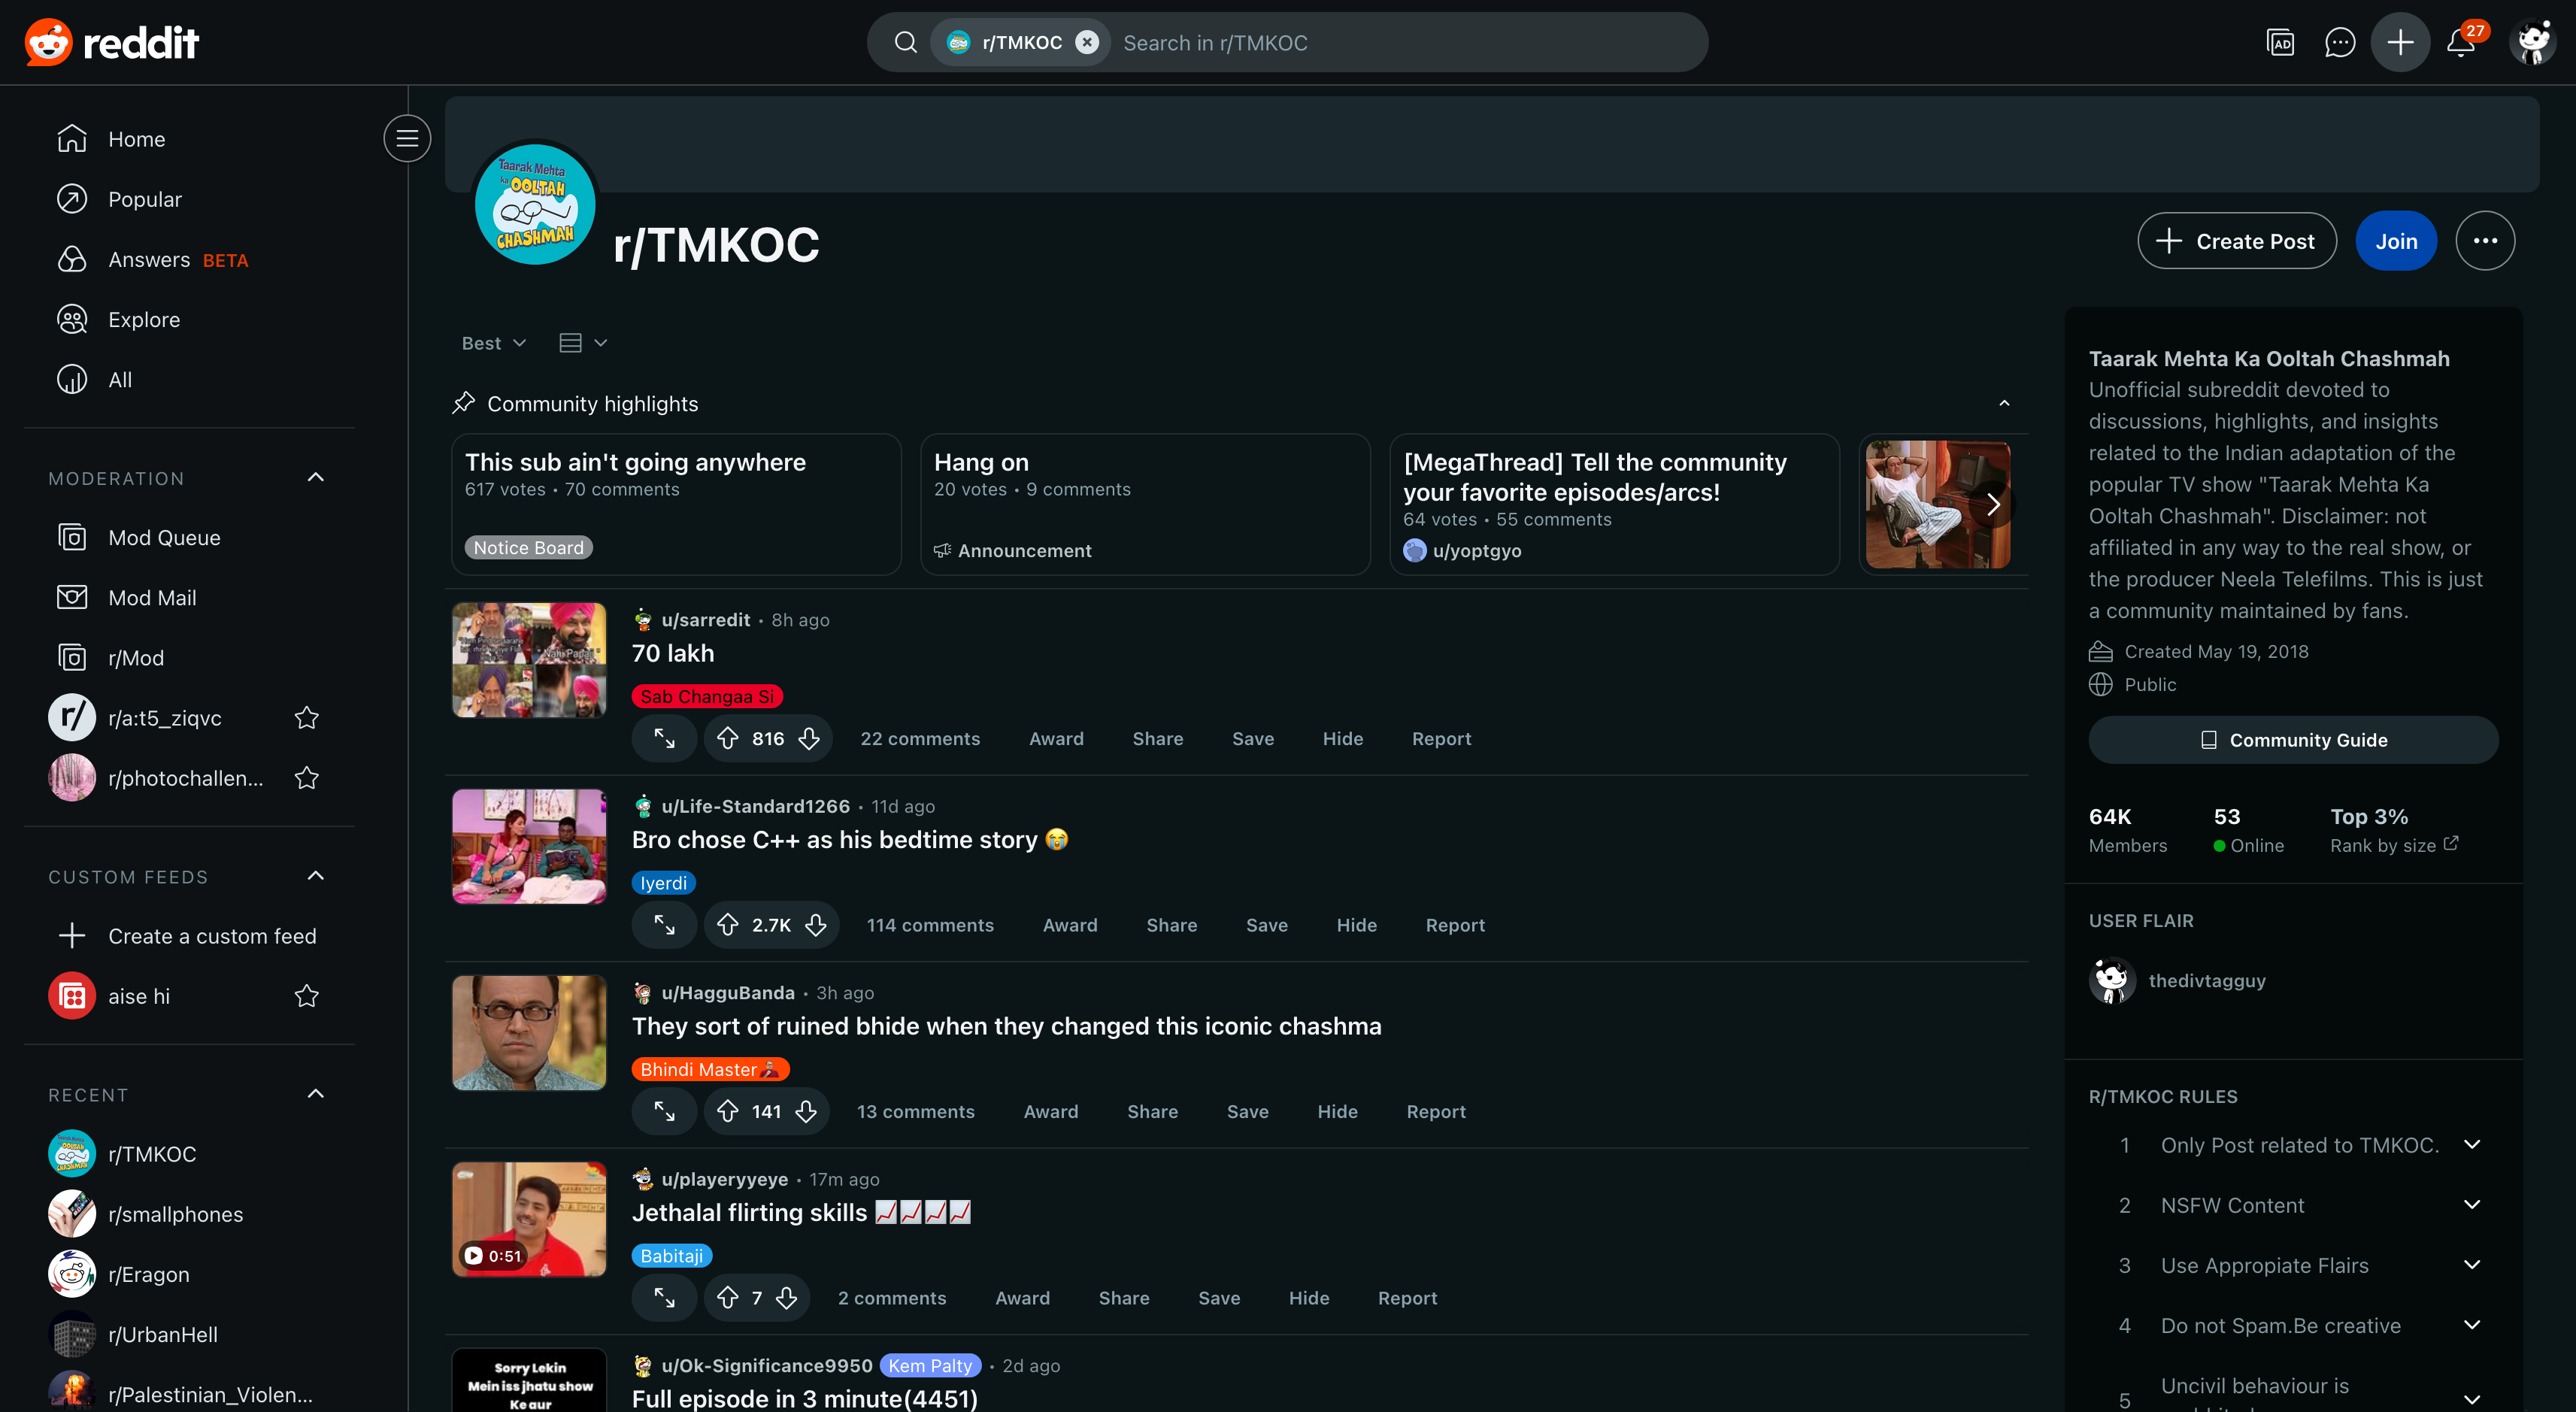 reddit
r/TMKOC
Search in r/TMKOC
AD
27
Home
Popular
Answers BETA
Explore
All
MODERATION
Mod Queue
Mod Mail
r/Mod
r/
r/a:t5_ziqvc
r/photochallen...
CUSTOM FEEDS
Create a custom feed
aise hi
RECENT
r/TMKOC
r/smallphones
r/Eragon
r/UrbanHell
r/Palestinian_Violen...
Taarak Mehta
ka OOLTAH
CHASHMAH
r/TMKOC
Create Post
Join
Best
Community highlights
This sub ain't going anywhere
617 votes • 70 comments
Notice Board
Hang on
20 votes • 9 comments
Announcement
[MegaThread] Tell the community
your favorite episodes/arcs!
64 votes • 55 comments
u/yoptgyo
u/sarredit • 8h ago
70 lakh
Sab Changaa Si
816
22 comments Award Share Save Hide Report
u/Life-Standard1266 • 11d ago
Bro chose C++ as his bedtime story 😭
Iyerdi
2.7K
114 comments Award Share Save Hide Report
u/HagguBanda • 3h ago
They sort of ruined bhide when they changed this iconic chashma
Bhindi Master
141
13 comments Award Share Save Hide Report
0:51
u/playeryyeye • 17m ago
Jethalal flirting skills 📈📈📈📈
Babitaji
7
2 comments Award Share Save Hide Report
Sorry Lekin
Mein iss jhatu show
Ke aur
u/Ok-Significance9950 Kem Palty • 2d ago
Full episode in 3 minute(4451)
Taarak Mehta Ka Ooltah Chashmah
Unofficial subreddit devoted to
discussions, highlights, and insights
related to the Indian adaptation of the
popular TV show "Taarak Mehta Ka
Ooltah Chashmah". Disclaimer: not
affiliated in any way to the real show, or
the producer Neela Telefilms. This is just
a community maintained by fans.
Created May 19, 2018
Public
Community Guide
64K 53 Top 3%
Members Online Rank by size
USER FLAIR
thedivtagguy
R/TMKOC RULES
1 Only Post related to TMKOC.
2 NSFW Content
3 Use Appropiate Flairs
4 Do not Spam.Be creative
5 Uncivil behaviour is